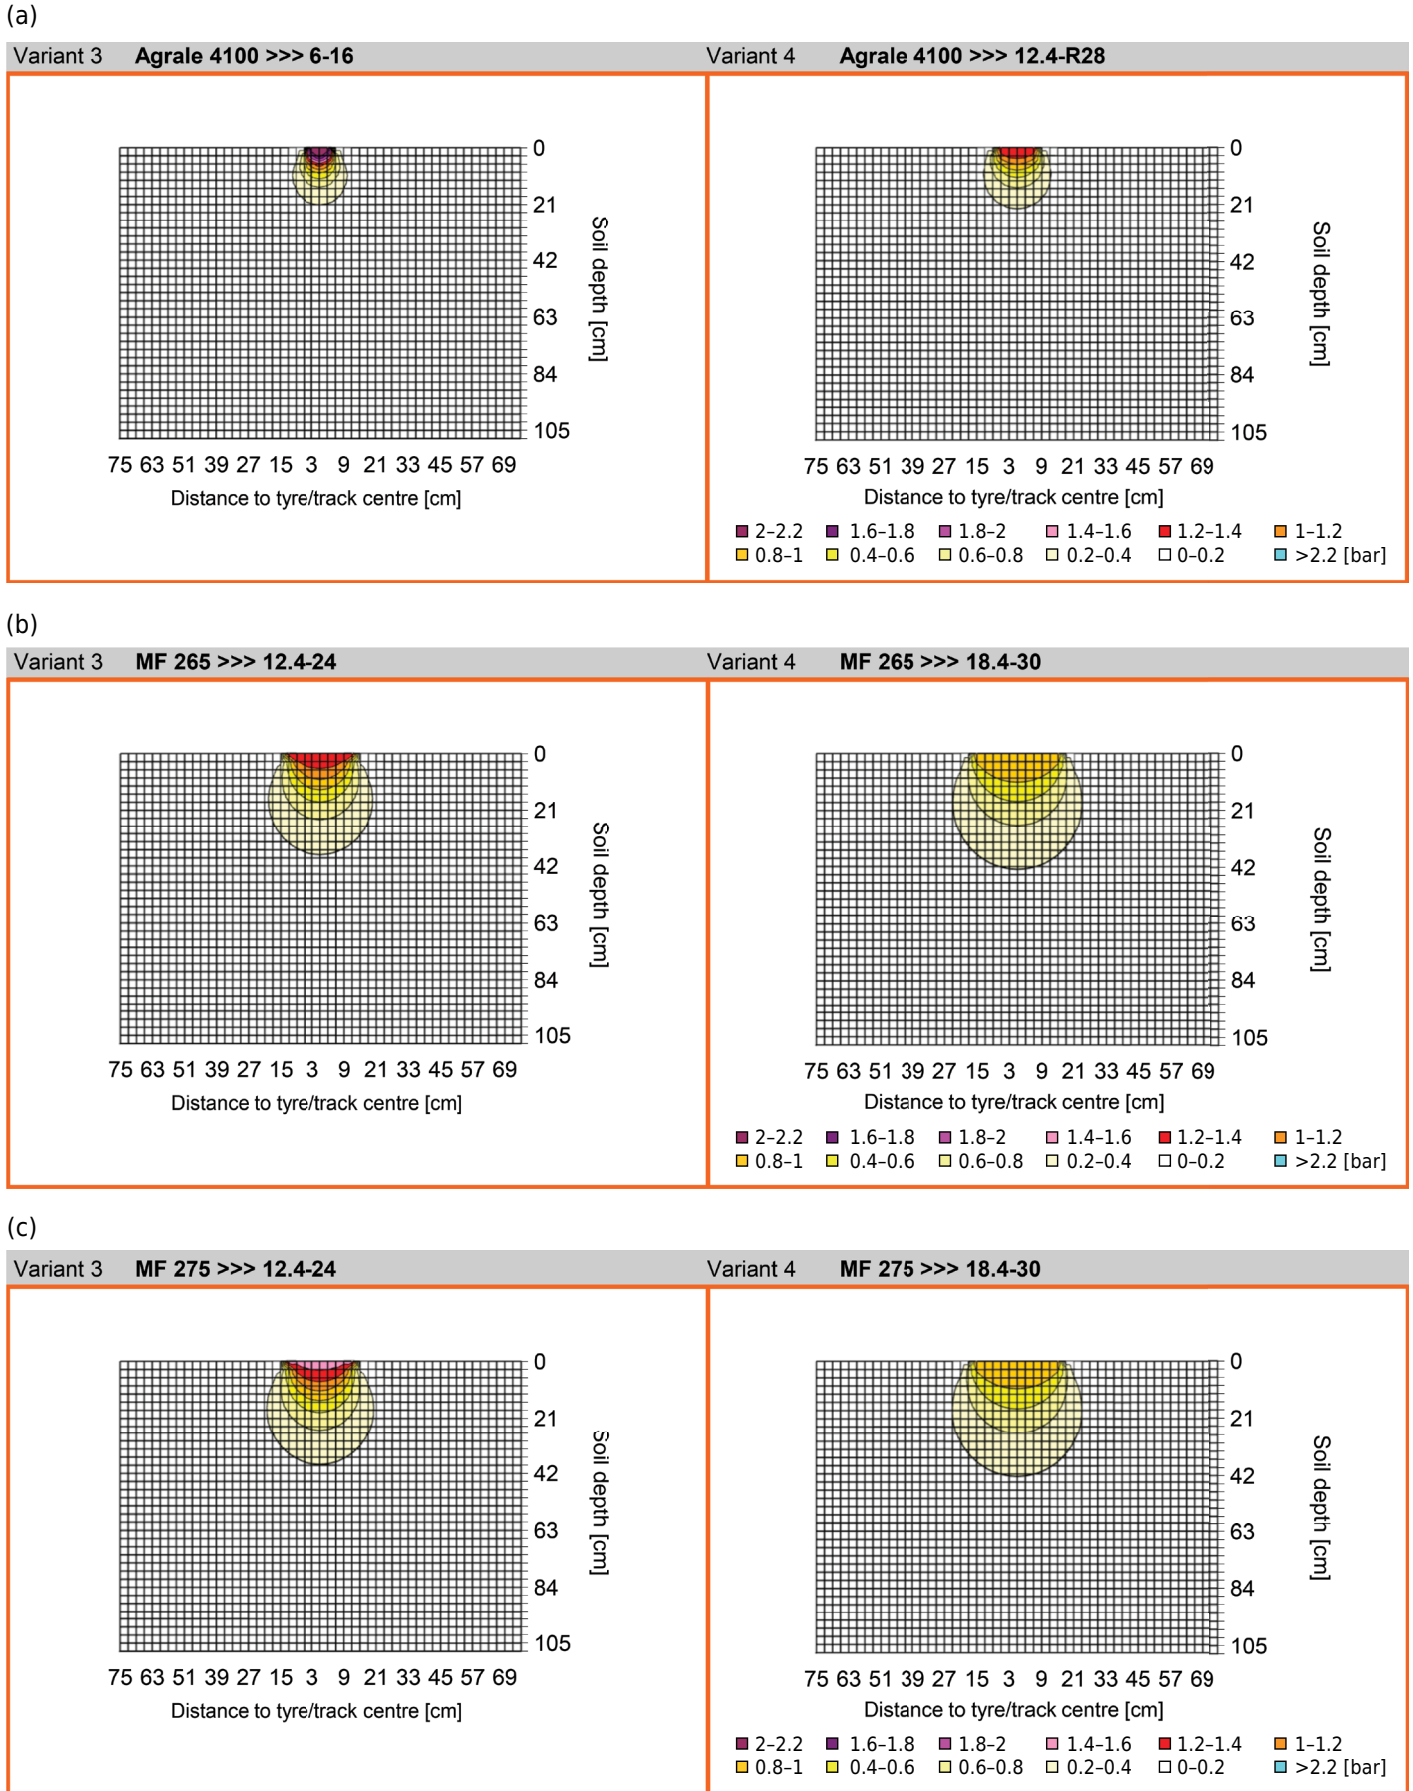 (a)
Variant 3 Agrale 4100 >>> 6-16 Variant 4 Agrale 4100 >>> 12.4-R28
0
21
42
63
84
105
Soil depth [cm]
75 63 51 39 27 15 3 9 21 33 45 57 69
Distance to tyre/track centre [cm]
0
21
42
63
84
105
Soil depth [cm]
75 63 51 39 27 15 3 9 21 33 45 57 69
Distance to tyre/track centre [cm]
2–2.2 1.6–1.8 1.8–2 1.4–1.6 1.2–1.4 1–1.2
0.8–1 0.4–0.6 0.6–0.8 0.2–0.4 0–0.2 >2.2 [bar]
(b)
Variant 3 MF 265 >>> 12.4-24 Variant 4 MF 265 >>> 18.4-30
0
21
42
63
84
105
Soil depth [cm]
75 63 51 39 27 15 3 9 21 33 45 57 69
Distance to tyre/track centre [cm]
0
21
42
63
84
105
Soil depth [cm]
75 63 51 39 27 15 3 9 21 33 45 57 69
Distance to tyre/track centre [cm]
2–2.2 1.6–1.8 1.8–2 1.4–1.6 1.2–1.4 1–1.2
0.8–1 0.4–0.6 0.6–0.8 0.2–0.4 0–0.2 >2.2 [bar]
(c)
Variant 3 MF 275 >>> 12.4-24 Variant 4 MF 275 >>> 18.4-30
0
21
42
63
84
105
Soil depth [cm]
75 63 51 39 27 15 3 9 21 33 45 57 69
Distance to tyre/track centre [cm]
0
21
42
63
84
105
Soil depth [cm]
75 63 51 39 27 15 3 9 21 33 45 57 69
Distance to tyre/track centre [cm]
2–2.2 1.6–1.8 1.8–2 1.4–1.6 1.2–1.4 1–1.2
0.8–1 0.4–0.6 0.6–0.8 0.2–0.4 0–0.2 >2.2 [bar]